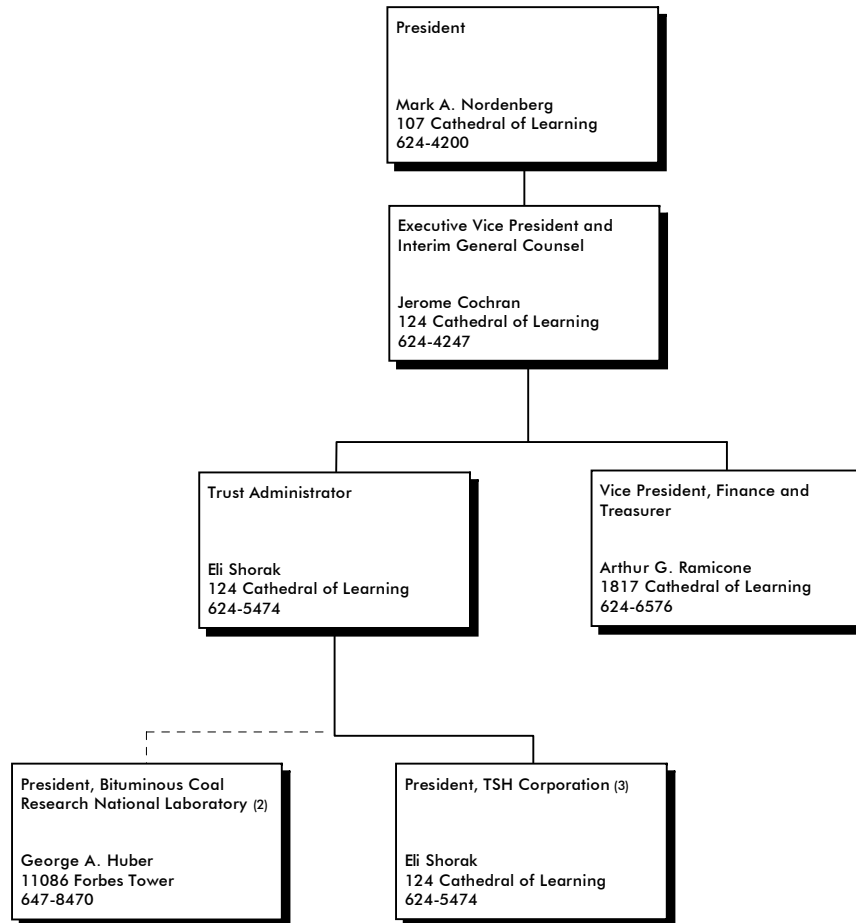 President
Mark A. Nordenberg
107 Cathedral of Learning
624-4200
Executive Vice President and
Interim General Counsel
Jerome Cochran
124 Cathedral of Learning
624-4247
Trust Administrator
Eli Shorak
124 Cathedral of Learning
624-5474
Vice President, Finance and
Treasurer
Arthur G. Ramicone
1817 Cathedral of Learning
624-6576
President, Bituminous Coal
Research National Laboratory (2)
George A. Huber
11086 Forbes Tower
647-8470
President, TSH Corporation (3)
Eli Shorak
124 Cathedral of Learning
624-5474